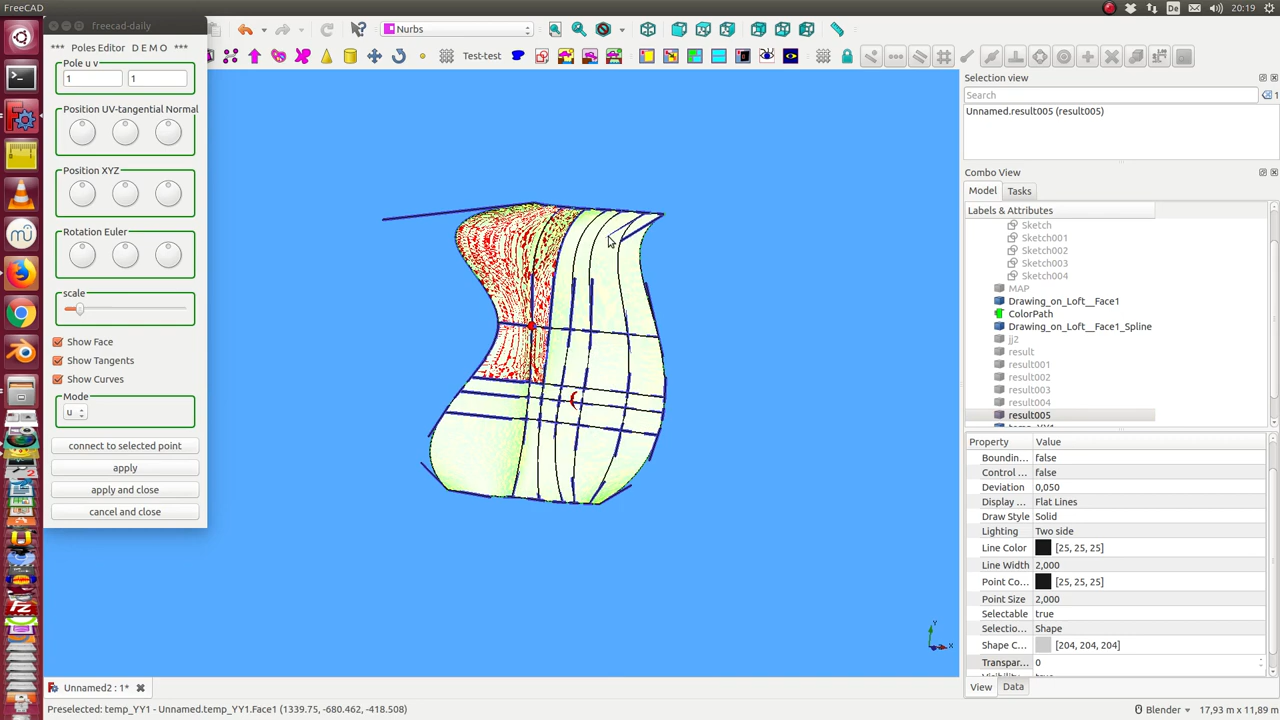 FreeCAD
De
20:19
freecad-daily
Nurbs
*** Poles Editor D E M O ***
Test-test
Pole u v
1 1
Position UV-tangential Normal
Position XYZ
Rotation Euler
scale
Show Face
Show Tangents
Show Curves
Mode
u
connect to selected point
apply
apply and close
cancel and close
Selection view
Search
1
Unnamed.result005 (result005)
Combo View
Model Tasks
Labels & Attributes
Sketch
Sketch001
Sketch002
Sketch003
Sketch004
MAP
Drawing_on_Loft__Face1
ColorPath
Drawing_on_Loft__Face1_Spline
jj2
result
result001
result002
result003
result004
result005
temp_YY1
Property Value
Boundin... false
Control ... false
Deviation 0,050
Display ... Flat Lines
Draw Style Solid
Lighting Two side
Line Color [25, 25, 25]
Line Width 2,000
Point Co... [25, 25, 25]
Point Size 2,000
Selectable true
Selectio... Shape
Shape C... [204, 204, 204]
Transpar... 0
View Data
Y
X
Unnamed2 : 1*
Preselected: temp_YY1 - Unnamed.temp_YY1.Face1 (1339.75, -680.462, -418.508)
Blender
17,93 m x 11,89 m